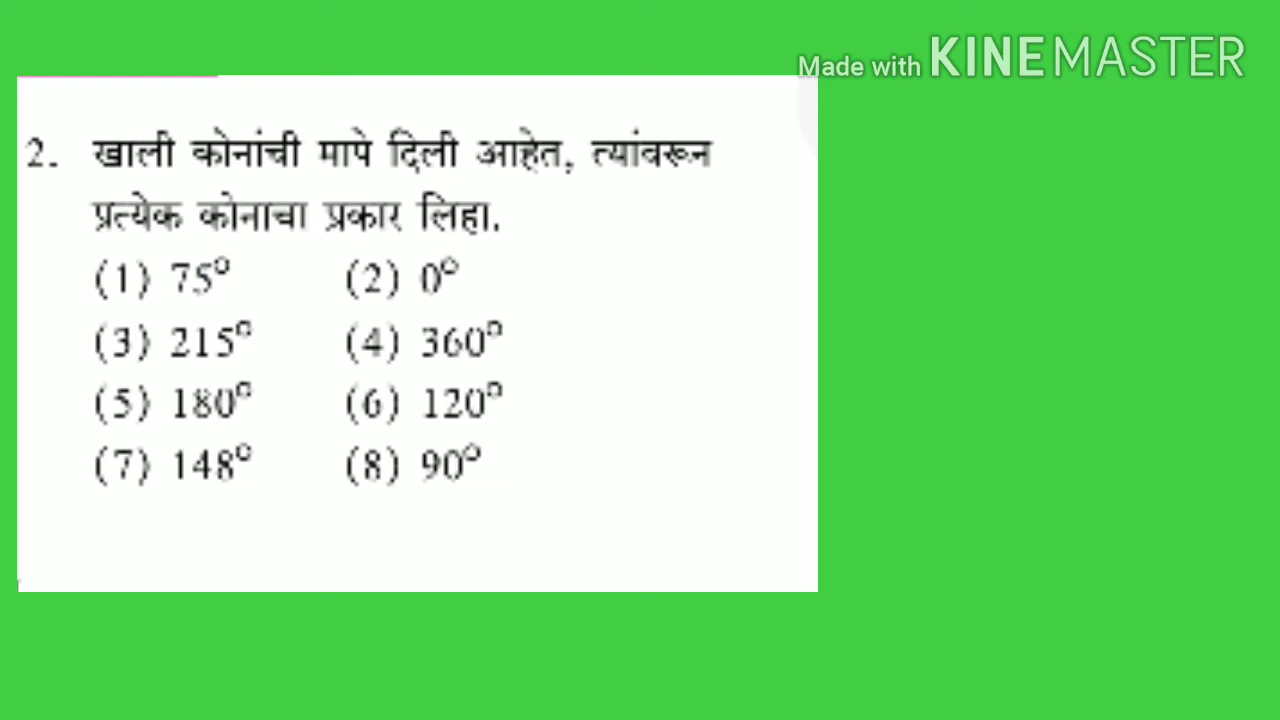 Made with KINEMASTER
2. खाली कोनांची मापे दिली आहेत, त्यांवरून
प्रत्येक कोनाचा प्रकार लिहा.
(1) 75° (2) 0°
(3) 215° (4) 360°
(5) 180° (6) 120°
(7) 148° (8) 90°